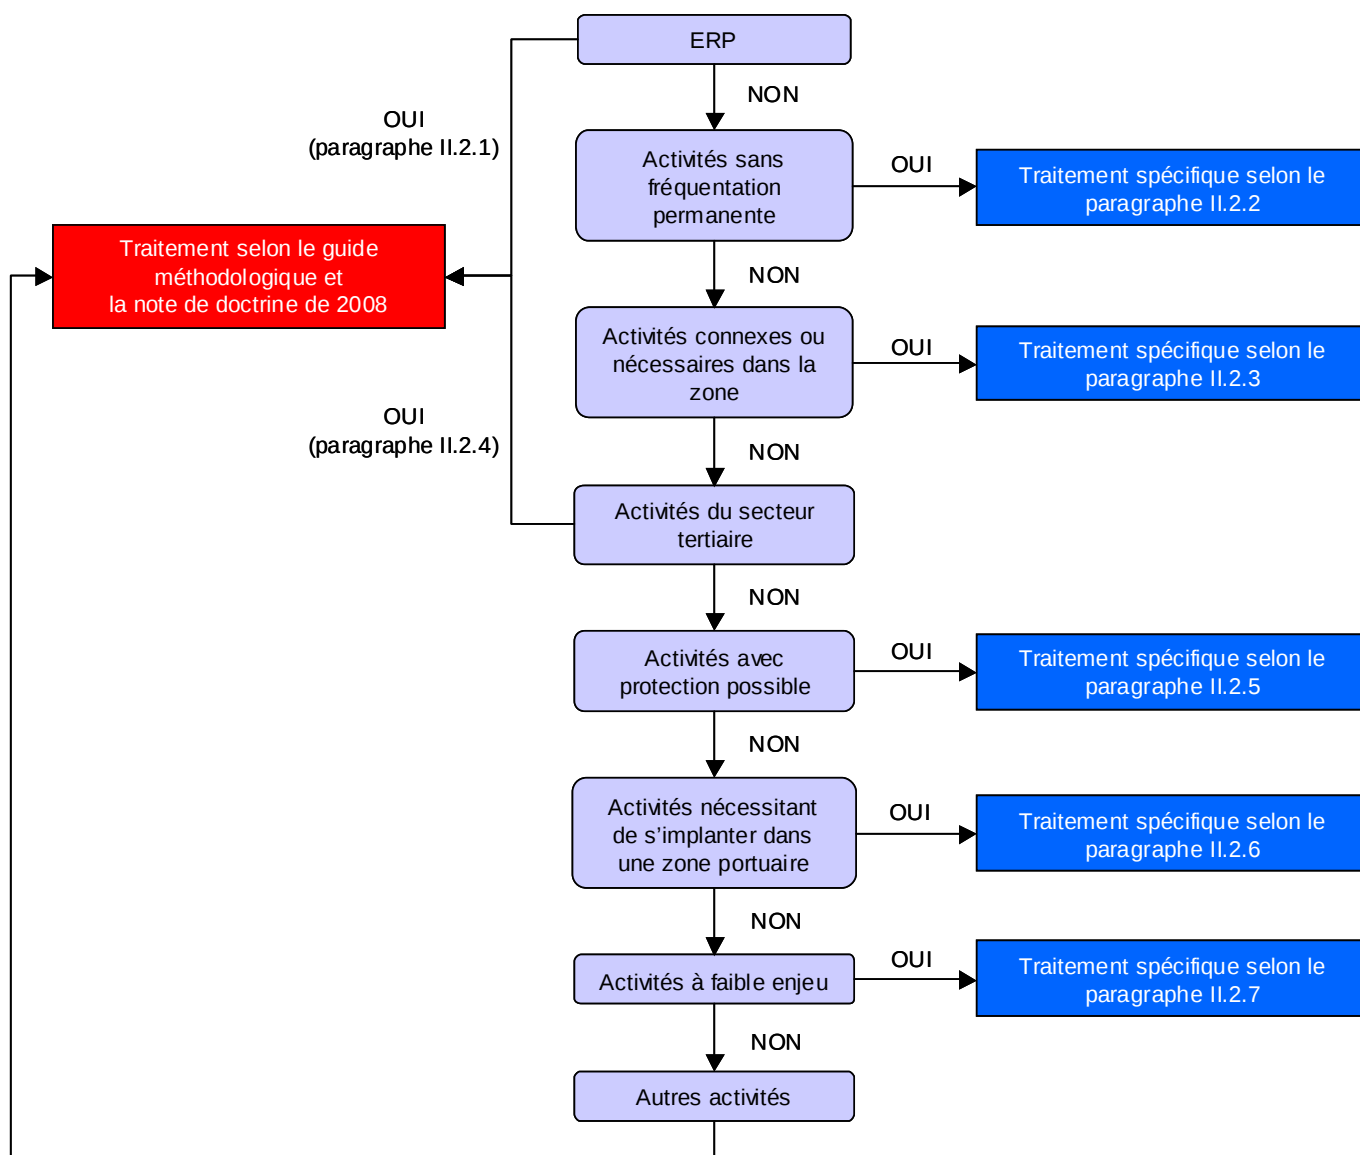 ERP
NON
OUI
(paragraphe II.2.1)
Activités sans
fréquentation
permanente
OUI
Traitement spécifique selon le
paragraphe II.2.2
Traitement selon le guide
méthodologique et
la note de doctrine de 2008
NON
Activités connexes ou
nécessaires dans la
zone
OUI
Traitement spécifique selon le
paragraphe II.2.3
OUI
(paragraphe II.2.4)
NON
Activités du secteur
tertiaire
NON
Activités avec
protection possible
OUI
Traitement spécifique selon le
paragraphe II.2.5
NON
Activités nécessitant
de s’implanter dans
une zone portuaire
OUI
Traitement spécifique selon le
paragraphe II.2.6
NON
Activités à faible enjeu
OUI
Traitement spécifique selon le
paragraphe II.2.7
NON
Autres activités